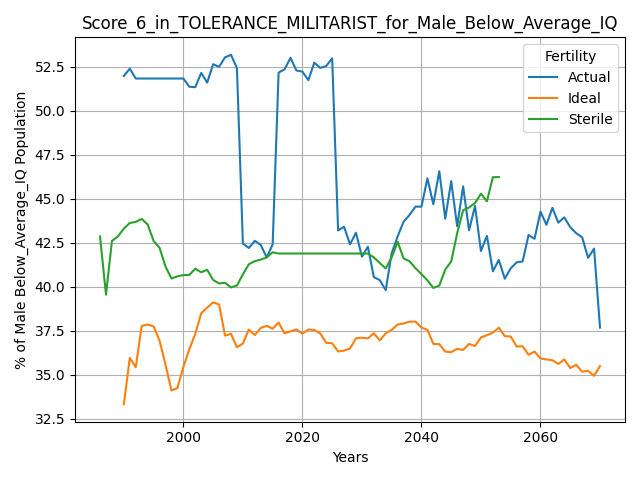 Score_6_in_TOLERANCE_MILITARIST_for_Male_Below_Average_IQ
% of Male Below_Average_IQ Population
52.5
50.0
47.5
45.0
42.5
40.0
37.5
35.0
32.5
Fertility
Actual
Ideal
Sterile
2000
2020
2040
2060
Years